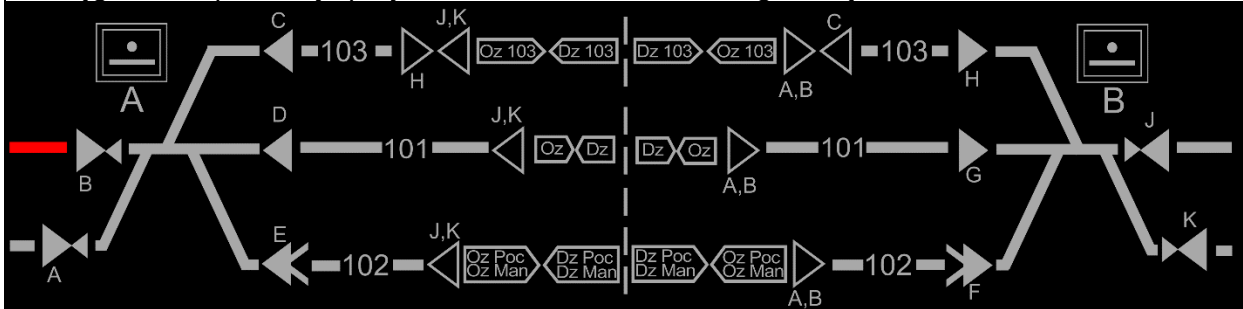 C J,K J,K C
103 Oz 103 Dz 103 Dz 103 Oz 103 103
A H A,B H B
D J
101 Oz Dz Dz Oz 101
B J,K A,B G
E J,K K
102 Oz Poc Dz Poc Dz Poc Oz Poc 102
Oz Man Dz Man Dz Man Oz Man
A A,B F